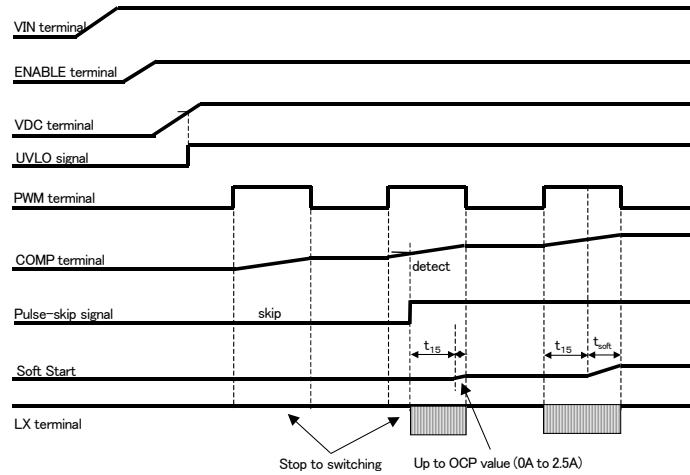 VIN terminal
ENABLE terminal
VDC terminal
UVLO signal
PWM terminal
COMP terminal
detect
Pulse-skip signal
skip
t15
t15
tsoft
Soft Start
LX terminal
Stop to switching
Up to OCP value (0A to 2.5A)